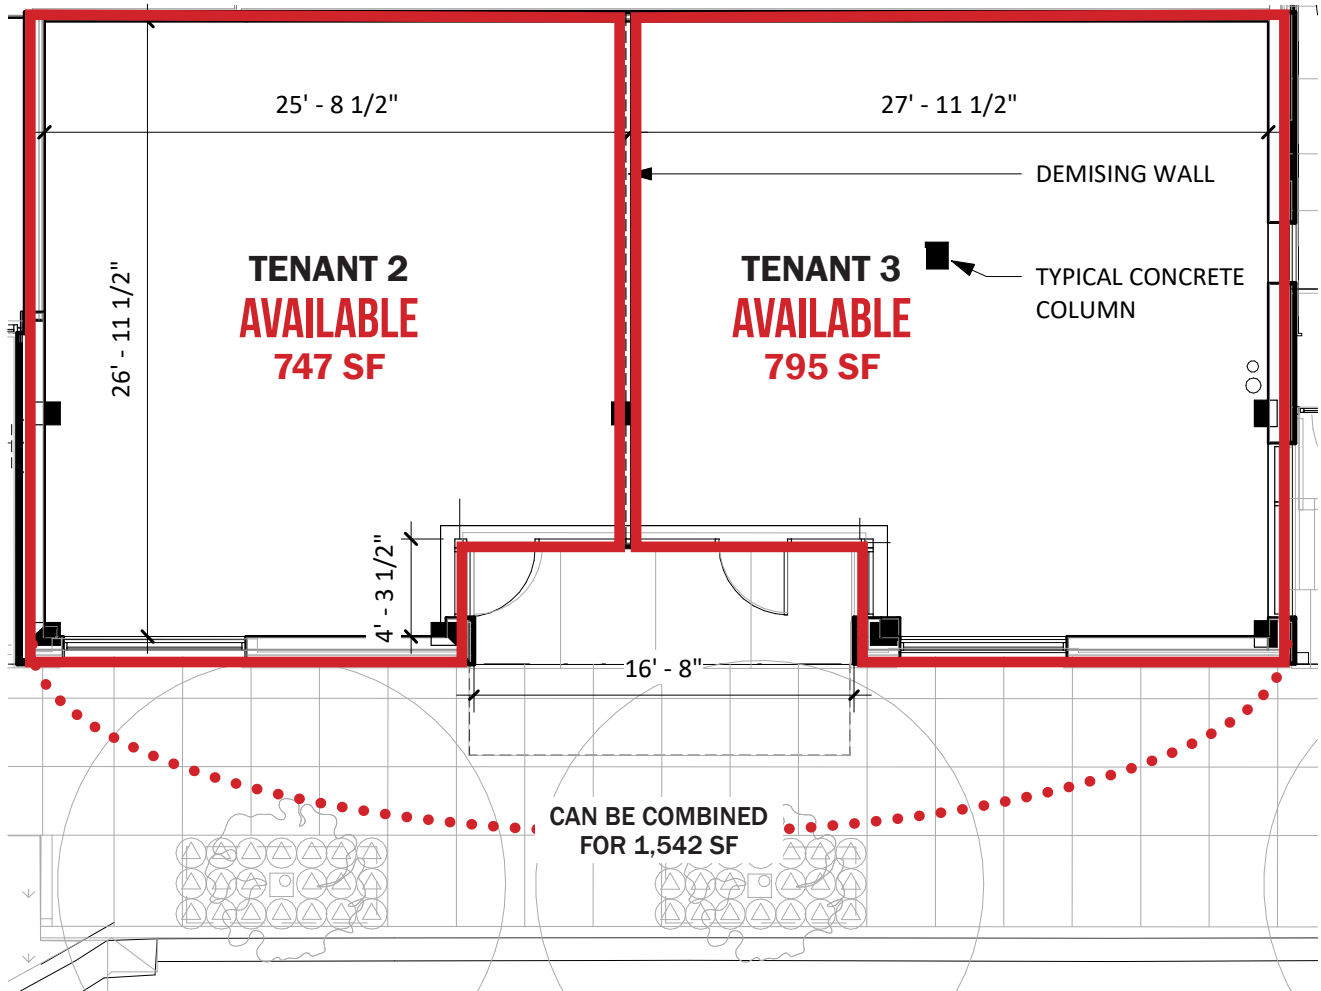 25' - 8 1/2"
27' - 11 1/2"
DEMISING WALL
TENANT 2
AVAILABLE
747 SF
TENANT 3
AVAILABLE
795 SF
TYPICAL CONCRETE
COLUMN
26' - 11 1/2"
4' - 3 1/2"
16' - 8"
CAN BE COMBINED
FOR 1,542 SF